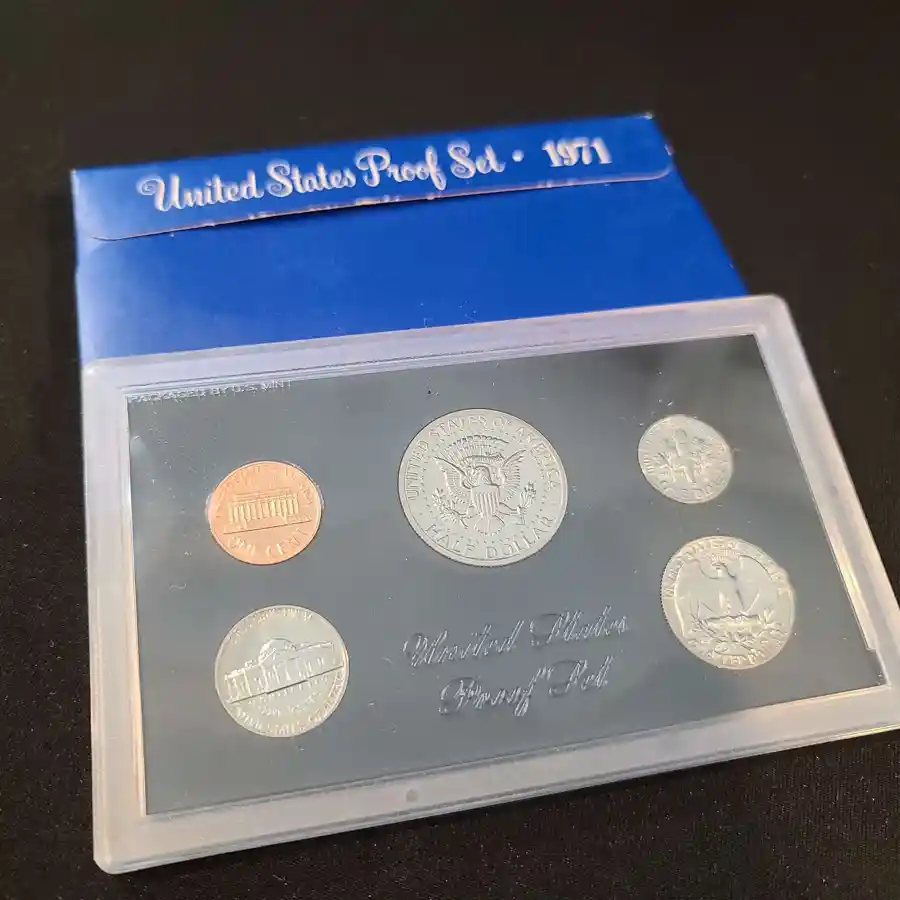 United States Proof Set • 1971
PACKAGED BY U.S. MINT
UNITED STATES OF AMERICA
HALF DOLLAR
ONE CENT
United States
Proof Set